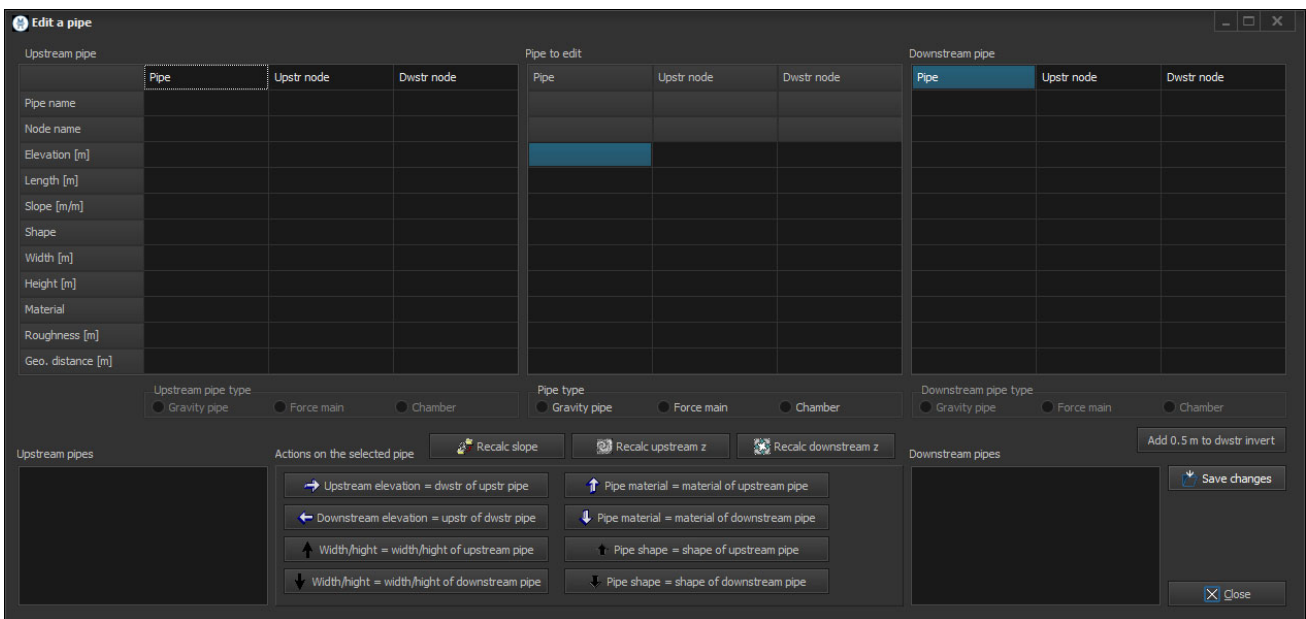 Edit a pipe
Upstream pipe Pipe to edit Downstream pipe
Pipe Upstr node Dwstr node Pipe Upstr node Dwstr node Pipe Upstr node Dwstr node
Pipe name
Node name
Elevation [m]
Length [m]
Slope [m/m]
Shape
Width [m]
Height [m]
Material
Roughness [m]
Geo. distance [m]
Upstream pipe type Pipe type Downstream pipe type
Gravity pipe Force main Chamber Gravity pipe Force main Chamber Gravity pipe Force main Chamber
Add 0.5 m to dwstr invert
Recalc slope Recalc upstream z Recalc downstream z
Upstream pipes Actions on the selected pipe Downstream pipes
Upstream elevation = dwstr of upstr pipe Pipe material = material of upstream pipe Save changes
Downstream elevation = upstr of dwstr pipe Pipe material = material of downstream pipe
Width/hight = width/hight of upstream pipe Pipe shape = shape of upstream pipe
Width/hight = width/hight of downstream pipe Pipe shape = shape of downstream pipe
Close